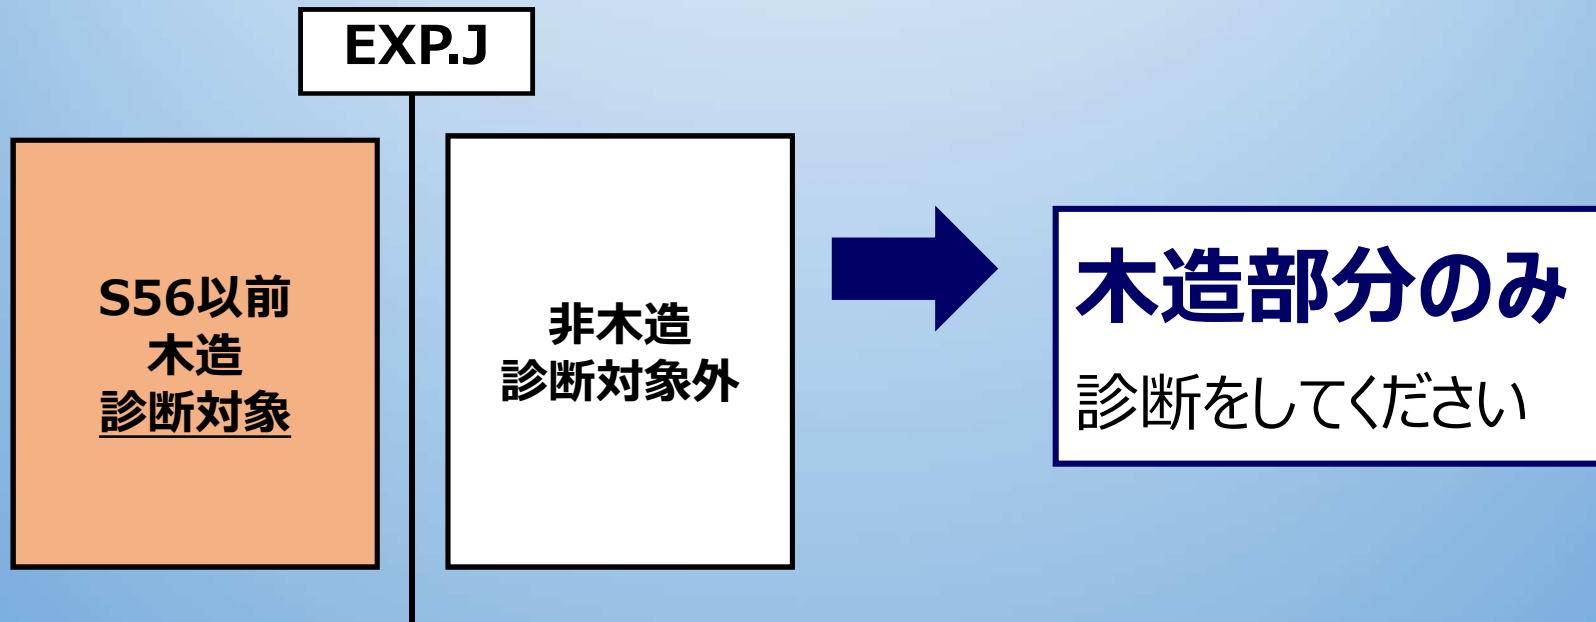 EXP.J
S56以前
木造
診断対象
非木造
診断対象外
木造部分のみ
診断をしてください